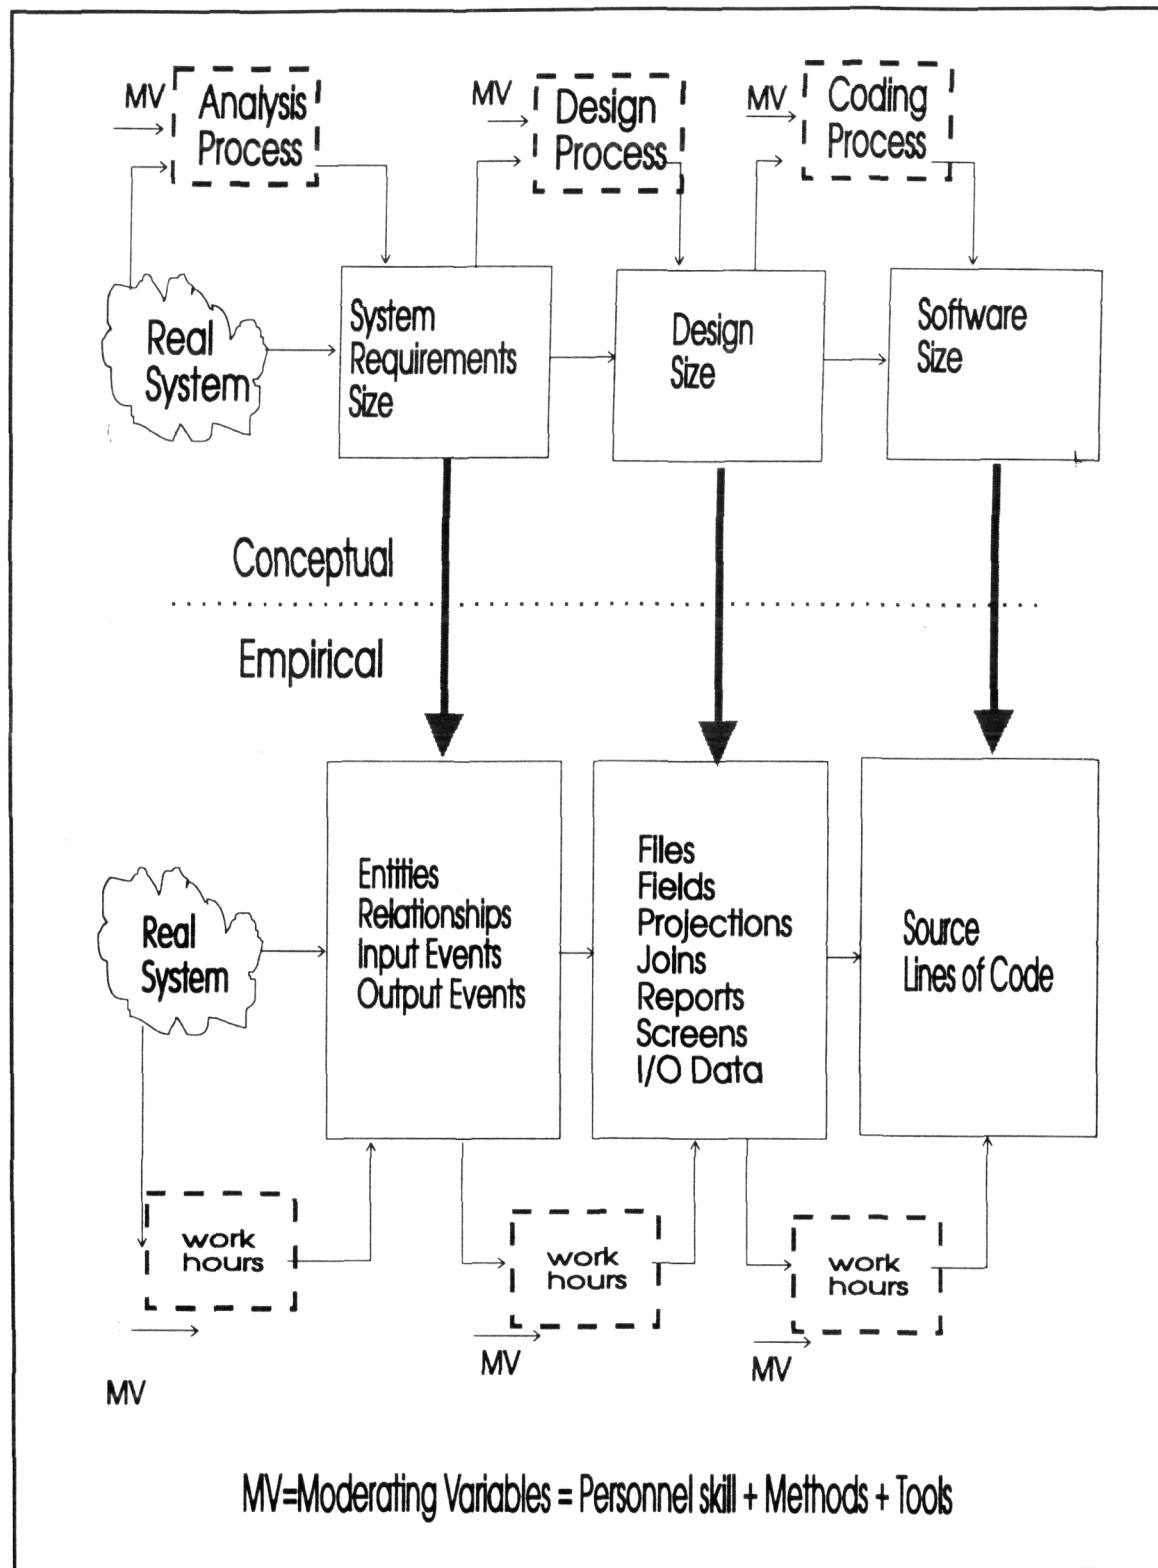 MV
Analysis
Process
MV
Design
Process
MV
Coding
Process
Real
System
System
Requirements
Size
Design
Size
Software
Size
Conceptual
Empirical
Real
System
Entities
Relationships
Input Events
Output Events
Files
Fields
Projections
Joins
Reports
Screens
I/O Data
Source
Lines of Code
work
hours
MV
work
hours
MV
work
hours
MV
MV=Moderating Variables = Personnel skill + Methods + Tools